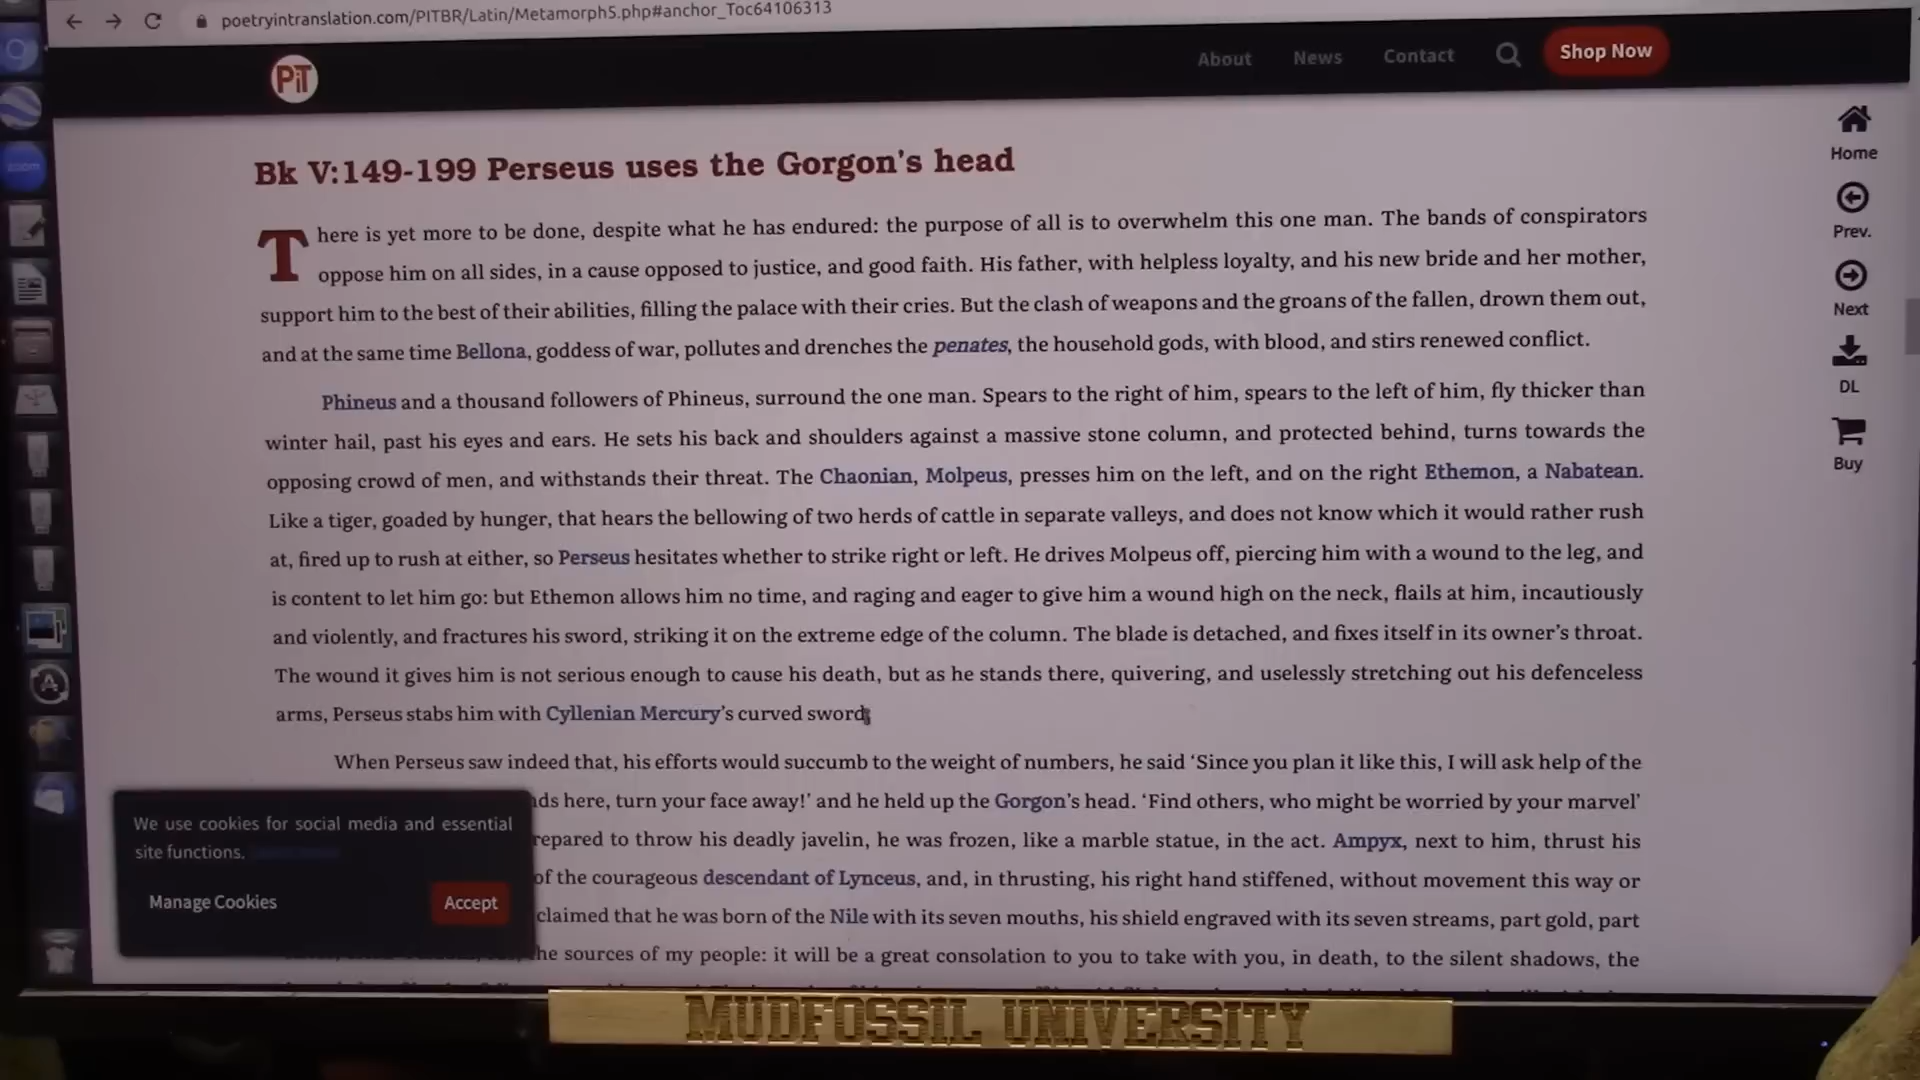 poetryintranslation.com/PITBR/Latin/Metamorph5.php#anchor_Toc64106313
PiT
About News Contact Shop Now
Home
Prev.
Next
DL
Buy
Bk V:149-199 Perseus uses the Gorgon's head
There is yet more to be done, despite what he has endured: the purpose of all is to overwhelm this one man. The bands of conspirators
oppose him on all sides, in a cause opposed to justice, and good faith. His father, with helpless loyalty, and his new bride and her mother,
support him to the best of their abilities, filling the palace with their cries. But the clash of weapons and the groans of the fallen, drown them out,
and at the same time Bellona, goddess of war, pollutes and drenches the penates, the household gods, with blood, and stirs renewed conflict.
Phineus and a thousand followers of Phineus, surround the one man. Spears to the right of him, spears to the left of him, fly thicker than
winter hail, past his eyes and ears. He sets his back and shoulders against a massive stone column, and protected behind, turns towards the
opposing crowd of men, and withstands their threat. The Chaonian, Molpeus, presses him on the left, and on the right Ethemon, a Nabatean.
Like a tiger, goaded by hunger, that hears the bellowing of two herds of cattle in separate valleys, and does not know which it would rather rush
at, fired up to rush at either, so Perseus hesitates whether to strike right or left. He drives Molpeus off, piercing him with a wound to the leg, and
is content to let him go: but Ethemon allows him no time, and raging and eager to give him a wound high on the neck, flails at him, incautiously
and violently, and fractures his sword, striking it on the extreme edge of the column. The blade is detached, and fixes itself in its owner's throat.
The wound it gives him is not serious enough to cause his death, but as he stands there, quivering, and uselessly stretching out his defenceless
arms, Perseus stabs him with Cyllenian Mercury's curved sword
When Perseus saw indeed that, his efforts would succumb to the weight of numbers, he said 'Since you plan it like this, I will ask help of the
here, turn your face away!' and he held up the Gorgon's head. 'Find others, who might be worried by your marvel'
to throw his deadly javelin, he was frozen, like a marble statue, in the act. Ampyx, next to him, thrust his
of the courageous descendant of Lynceus, and, in thrusting, his right hand stiffened, without movement this way or
claimed that he was born of the Nile with its seven mouths, his shield engraved with its seven streams, part gold, part
the sources of my people: it will be a great consolation to you to take with you, in death, to the silent shadows, the
We use cookies for social media and essential
site functions.
Manage Cookies Accept
zoom
MUDFOSSIL UNIVERSITY